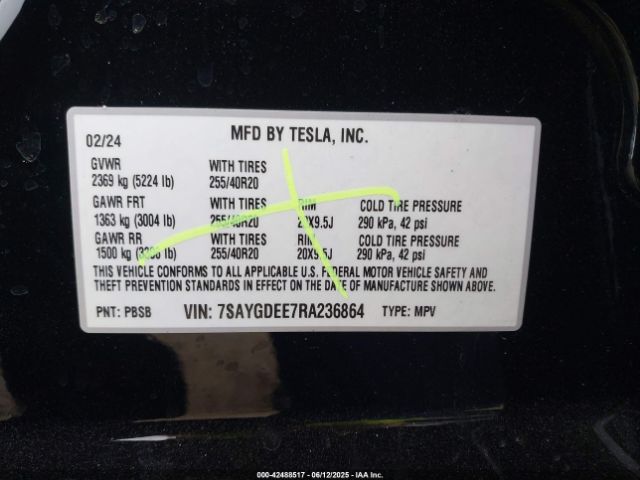 02/24 MFD BY TESLA, INC.
GVWR WITH TIRES
2369 kg (5224 lb) 255/40R20
GAWR FRT WITH TIRES RIM COLD TIRE PRESSURE
1363 kg (3004 lb) 255/40R20 20X9.5J 290 kPa, 42 psi
GAWR RR WITH TIRES RIM COLD TIRE PRESSURE
1500 kg (3306 lb) 255/40R20 20X9.5J 290 kPa, 42 psi
THIS VEHICLE CONFORMS TO ALL APPLICABLE U.S. FEDERAL MOTOR VEHICLE SAFETY AND
THEFT PREVENTION STANDARDS IN EFFECT ON THE DATE OF MANUFACTURE SHOWN ABOVE.
PNT: PBSB VIN: 7SAYGDEE7RA236864 TYPE: MPV
000-42488517 - 06/12/2025 - IAA Inc.